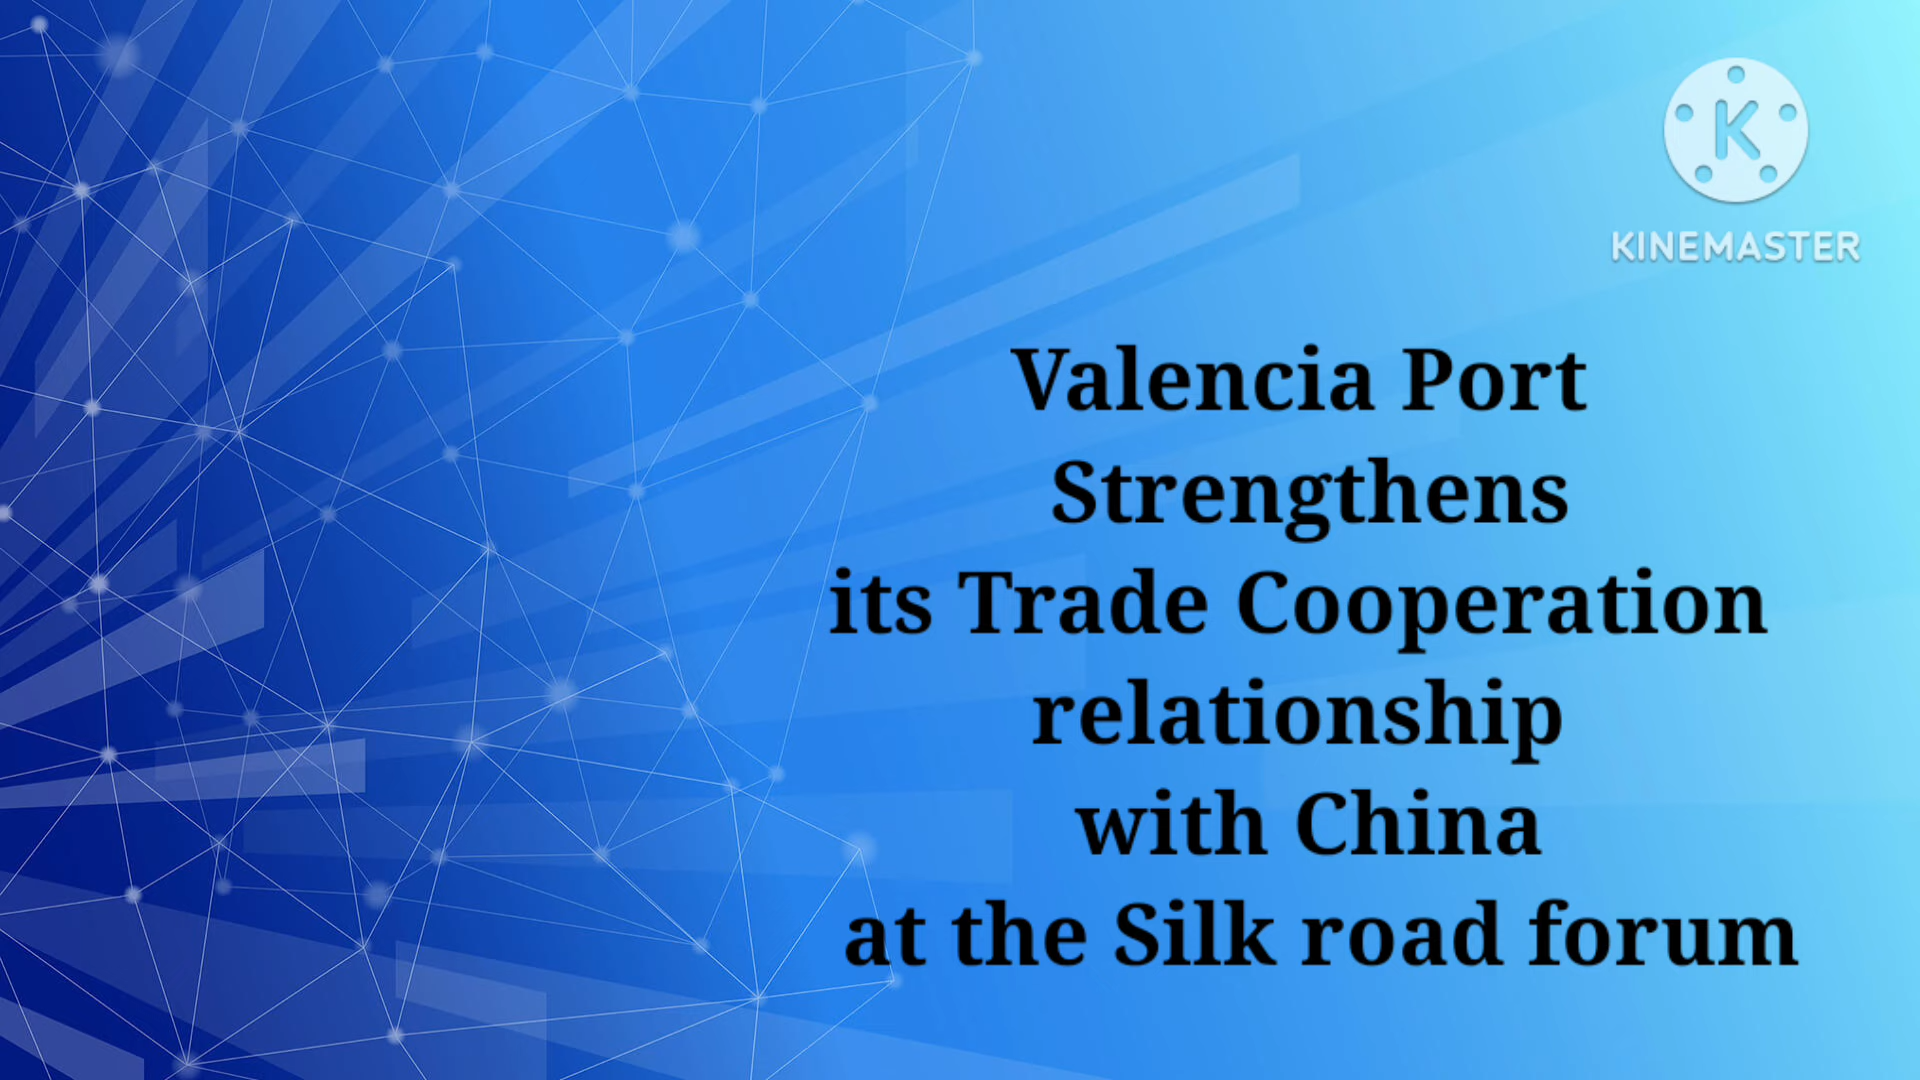 K
KINEMASTER
Valencia Port
Strengthens
its Trade Cooperation
relationship
with China
at the Silk road forum